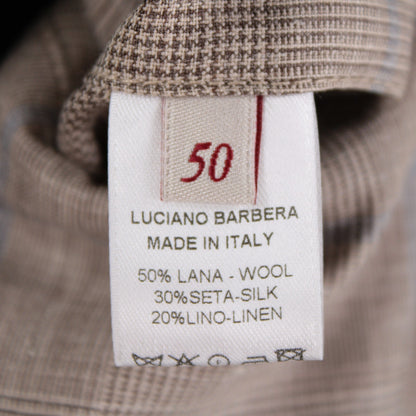 50
LUCIANO BARBERA
MADE IN ITALY
50% LANA - WOOL
30%SETA-SILK
20%LINO-LINEN